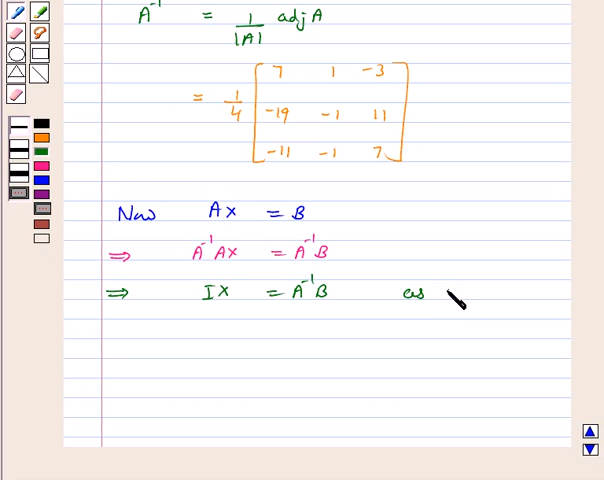 A⁻¹ = 1/|A| adj A
= 1/4 [ 7 1 -3
-19 -1 11
-11 -1 7 ]
Now AX = B
⇒ A⁻¹AX = A⁻¹B
⇒ IX = A⁻¹B as